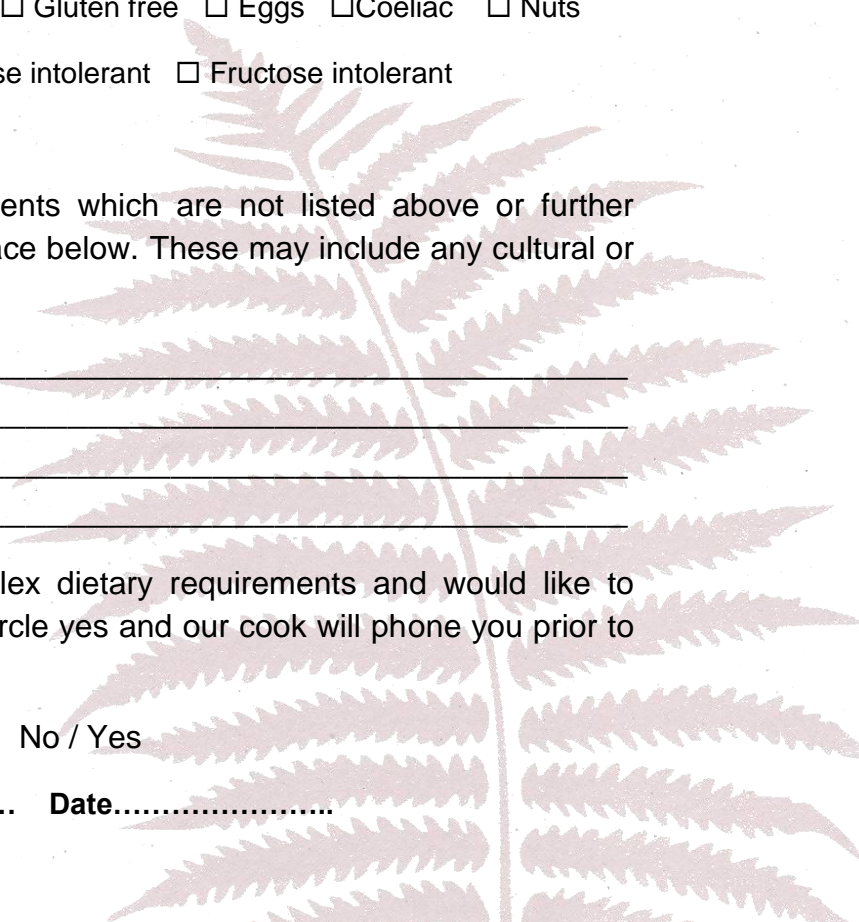 ☐ Gluten free ☐ Eggs ☐Coeliac ☐ Nuts
se intolerant ☐ Fructose intolerant
ents which are not listed above or further
ace below. These may include any cultural or
lex dietary requirements and would like to
rcle yes and our cook will phone you prior to
No / Yes
… Date…………………..